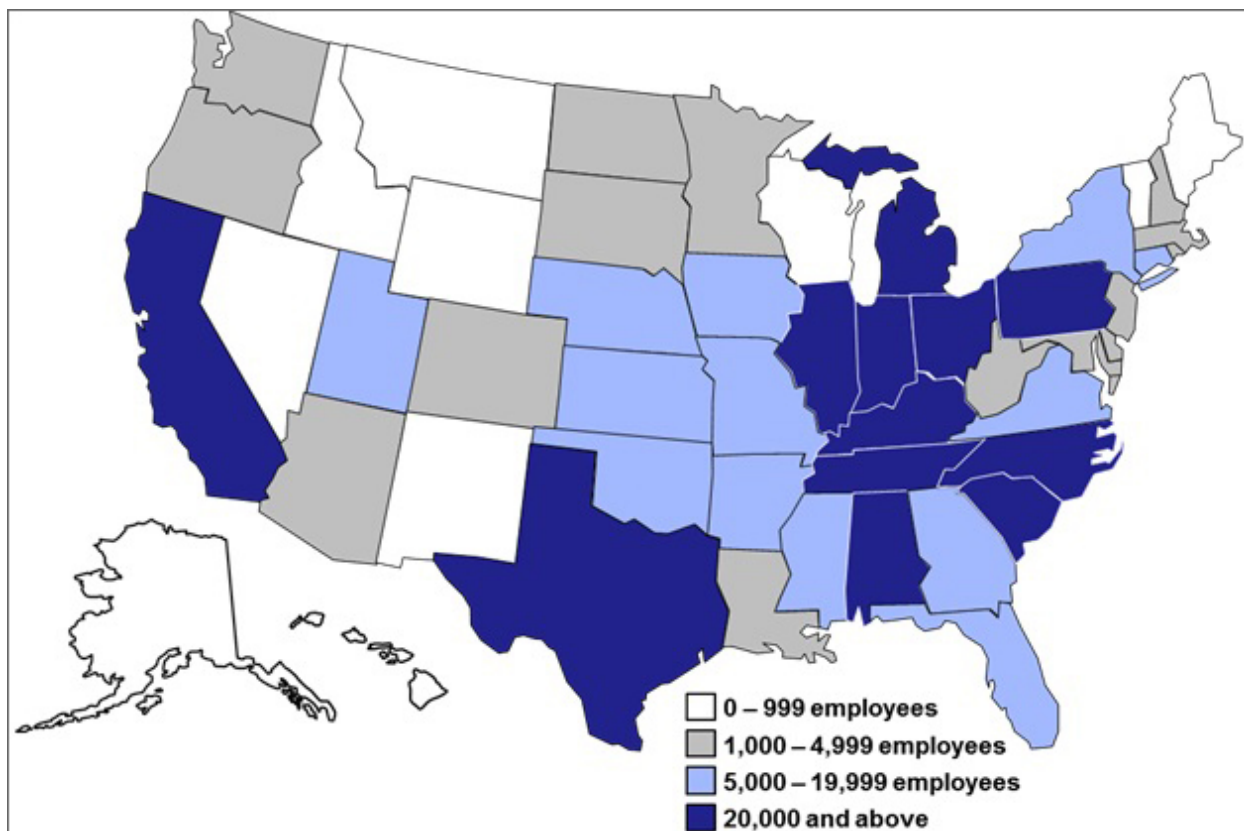 0 – 999 employees
1,000 – 4,999 employees
5,000 – 19,999 employees
20,000 and above